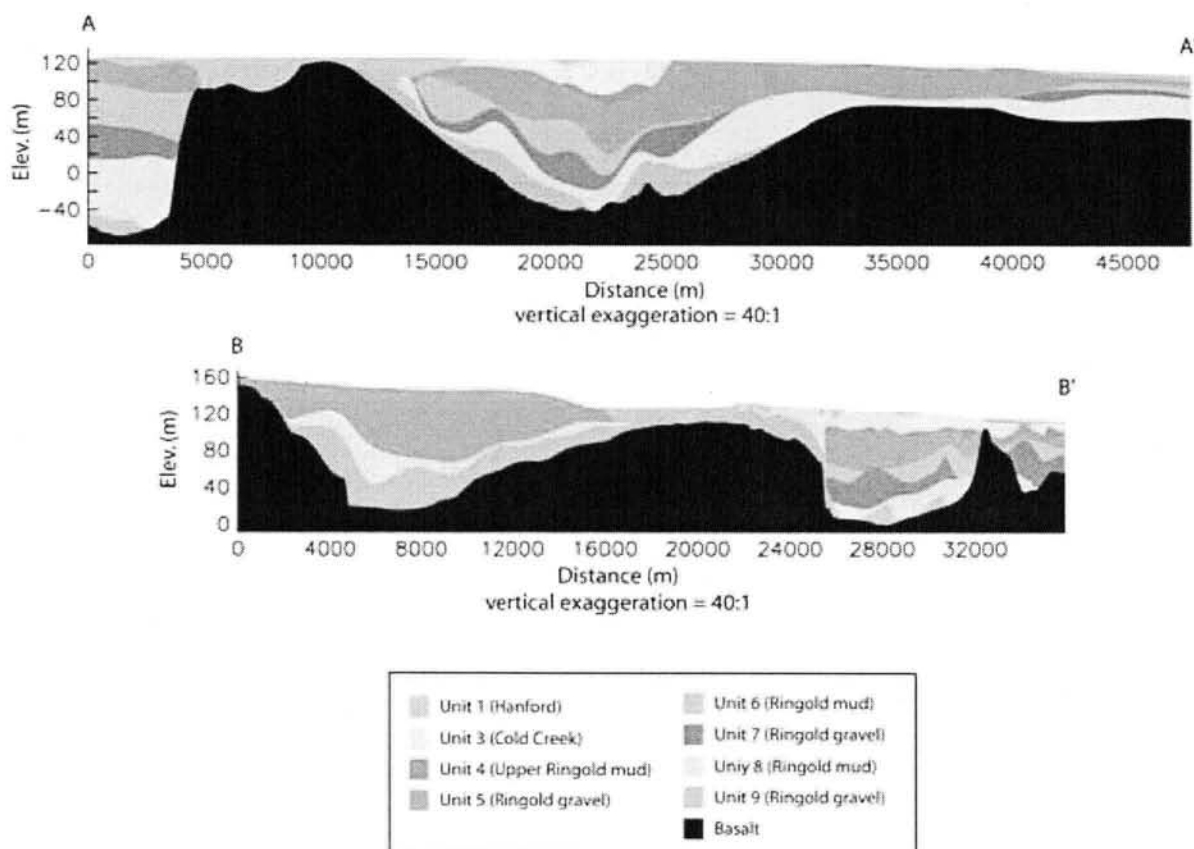 A
A'
120
80
40
0
−40
Elev. (m)
0 5000 10000 15000 20000 25000 30000 35000 40000 45000
Distance (m)
vertical exaggeration = 40:1
B
B'
160
120
80
40
0
Elev. (m)
0 4000 8000 12000 16000 20000 24000 28000 32000
Distance (m)
vertical exaggeration = 40:1
Unit 1 (Hanford)
Unit 3 (Cold Creek)
Unit 4 (Upper Ringold mud)
Unit 5 (Ringold gravel)
Unit 6 (Ringold mud)
Unit 7 (Ringold gravel)
Uniy 8 (Ringold mud)
Unit 9 (Ringold gravel)
Basalt